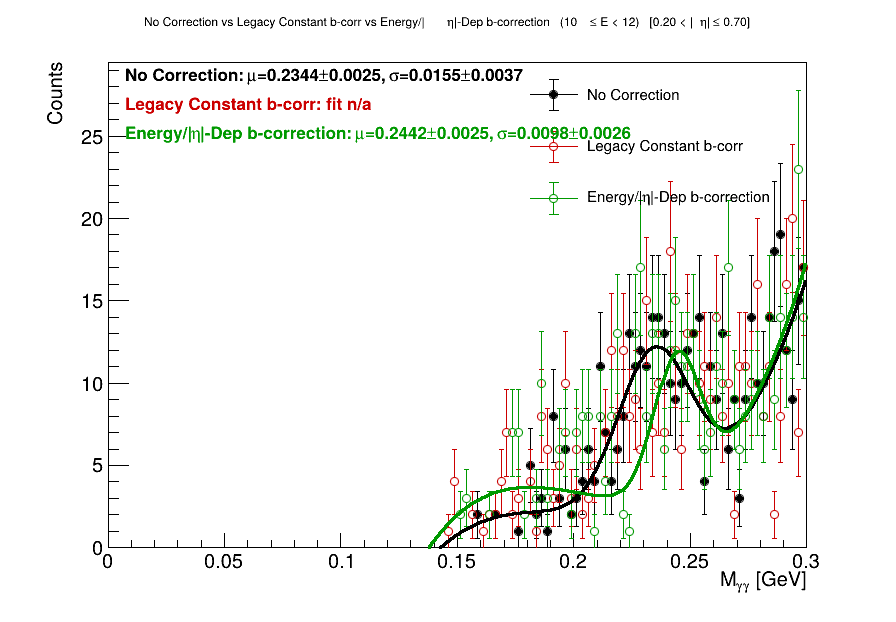 No Correction vs Legacy Constant b-corr vs Energy/| η|-Dep b-correction (10 ≤ E < 12) [0.20 < | η| ≤ 0.70]
Counts
No Correction: μ=0.2344±0.0025, σ=0.0155±0.0037
Legacy Constant b-corr: fit n/a
Energy/|η|-Dep b-correction: μ=0.2442±0.0025, σ=0.0098±0.0026
No Correction
Legacy Constant b-corr
Energy/|η|-Dep b-correction
25
20
15
10
5
0
0 0.05 0.1 0.15 0.2 0.25 0.3
Mγγ [GeV]